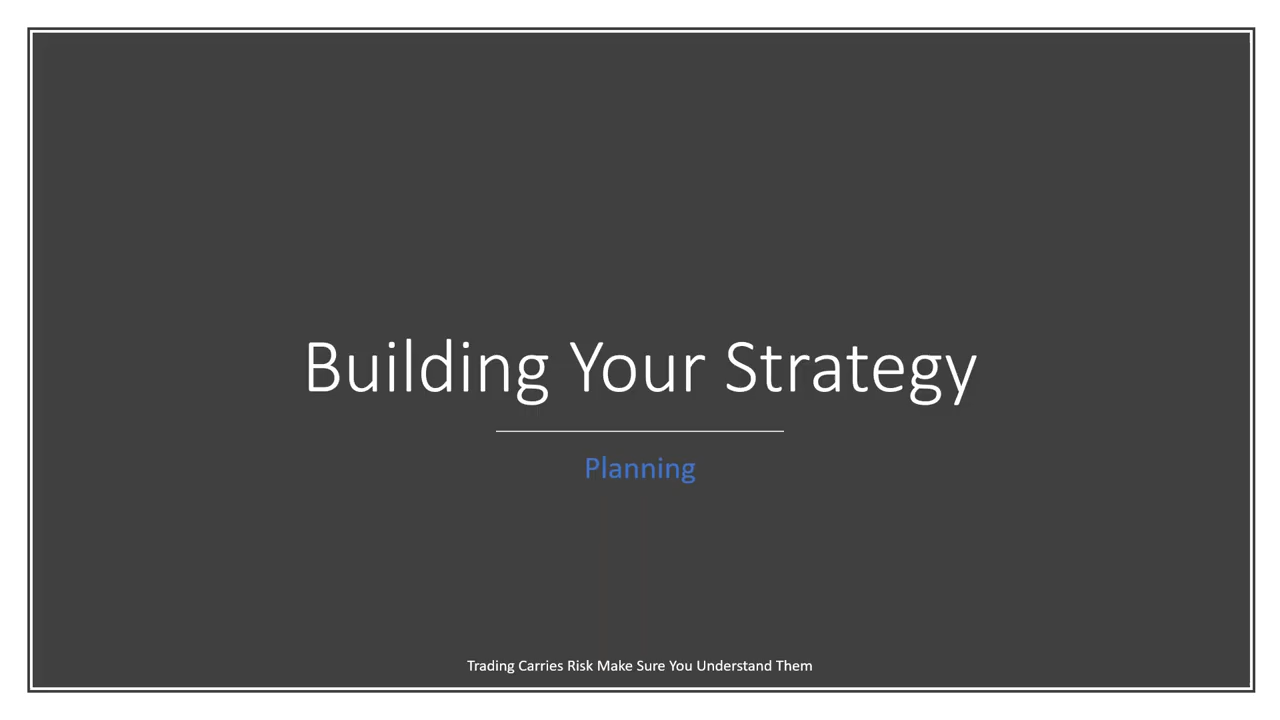 Building Your Strategy
Planning
Trading Carries Risk Make Sure You Understand Them